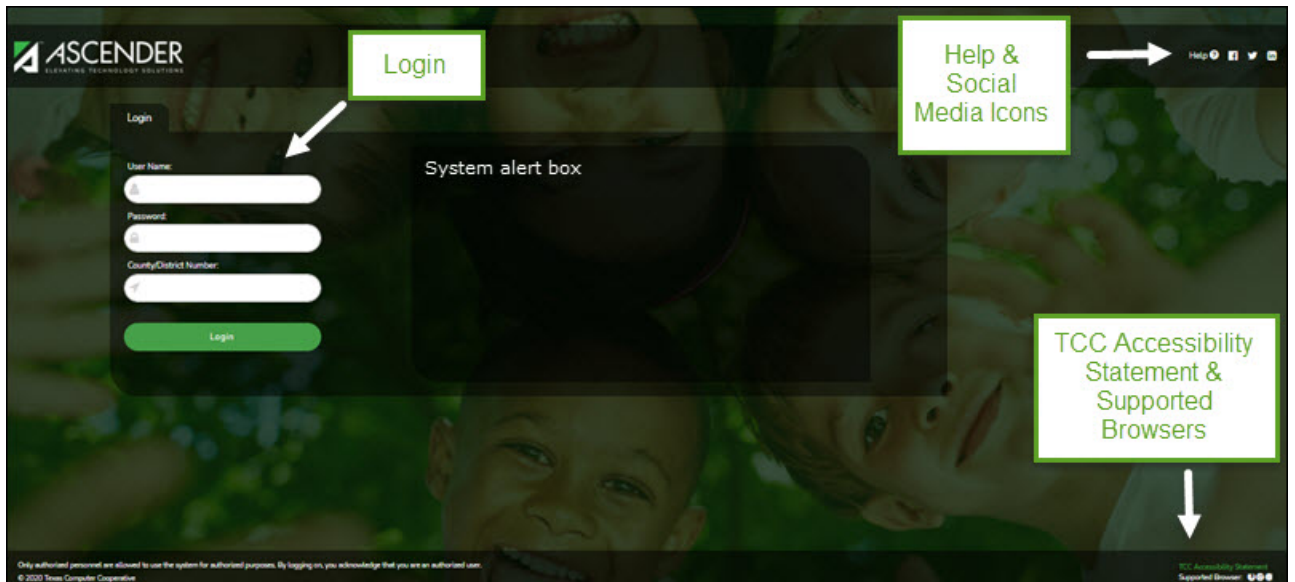 ASCENDER
ELEVATING TECHNOLOGY SOLUTIONS
Login
Help &
Social
Media Icons
Help
Login
User Name:
Password:
County/District Number:
Login
System alert box
TCC Accessibility
Statement &
Supported
Browsers
Only authorized personnel are allowed to use the system for authorized purposes. By logging on, you acknowledge that you are an authorized user.
© 2020 Texas Computer Cooperative
TCC Accessibility Statement
Supported Browser: